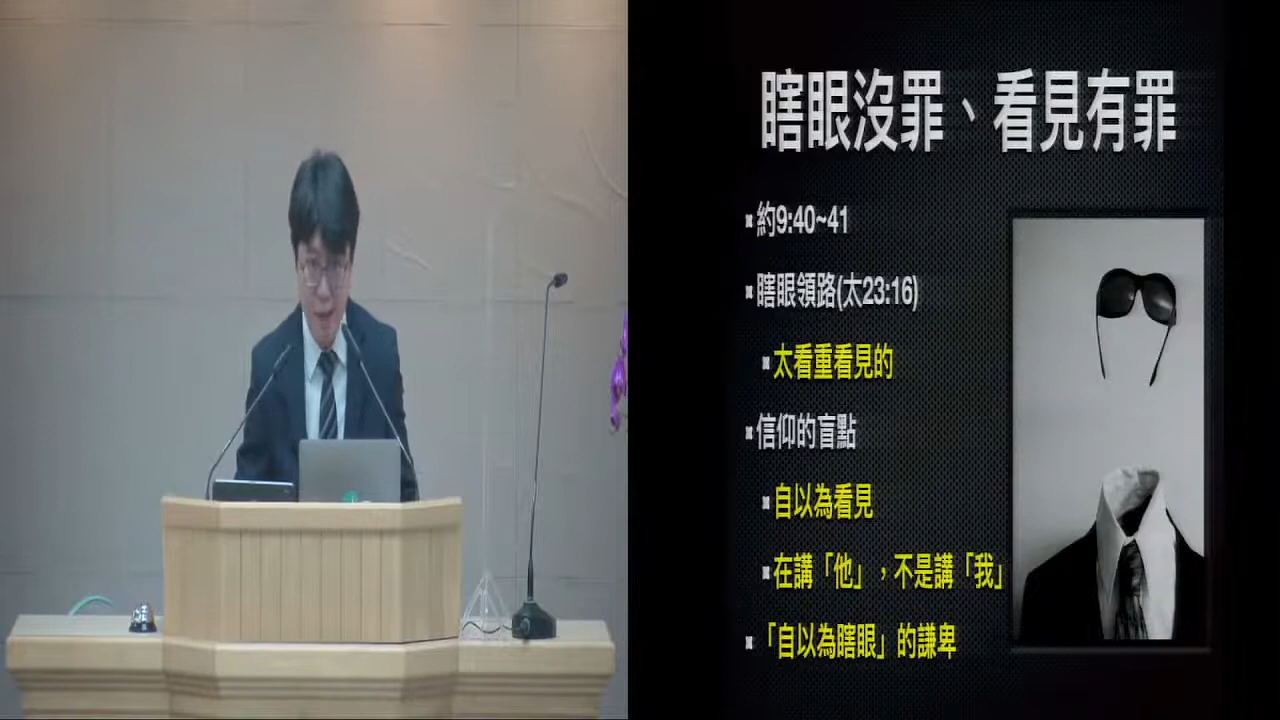 瞎眼沒罪、看見有罪
約9:40~41
瞎眼領路(太23:16)
太看重看見的
信仰的盲點
自以為看見
在講「他」，不是講「我」
「自以為瞎眼」的謙卑